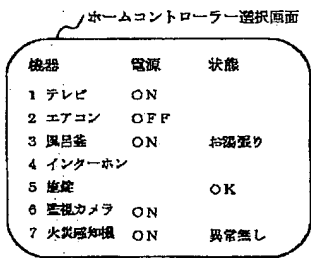 ホームコントローラー選択画面
機器 電源 状態
1 テレビ ON
2 エアコン OFF
3 風呂釜 ON お湯張り
4 インターホン
5 施錠 OK
6 監視カメラ ON
7 火災感知機 ON 異常無し